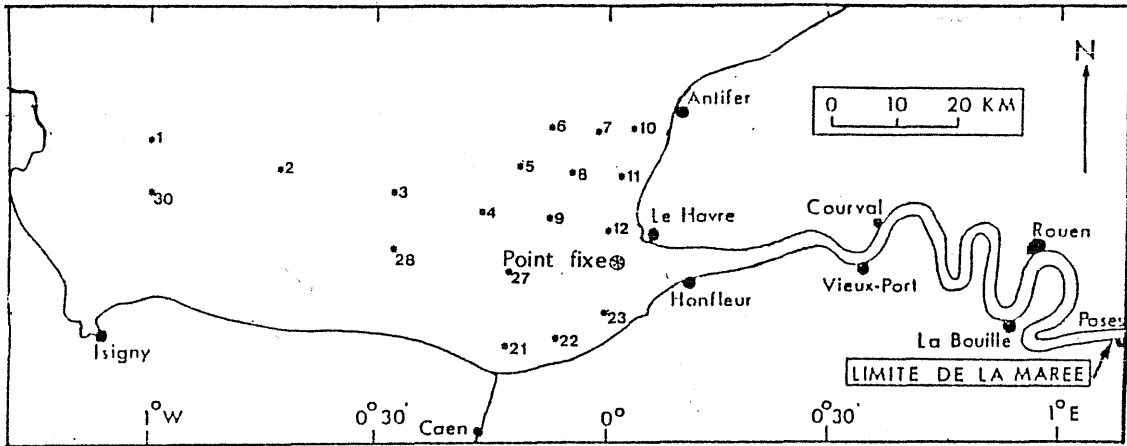 N
Antifer
0 10 20 KM
1
6
7
10
2
5
8
11
30
3
4
9
12
Le Havre
Courval
Rouen
28
27
Point fixe
Honfleur
Vieux-Port
23
Isigny
21
22
La Bouille
Posey
LIMITE DE LA MAREE
1° W
0° 30
0°
0° 30
1° E
Caen